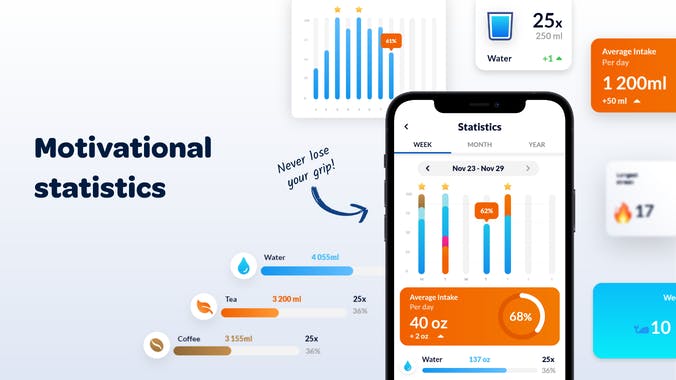 Motivational
statistics
Never lose
your grip!
41%
25x
250 ml
Water
+1
Average Intake
Per day
1 200ml
+50 ml
17
10
Water
4 055ml
Tea
3 200 ml
25x
36%
Coffee
3 155ml
25x
36%
Statistics
WEEK
MONTH
YEAR
Nov 23 - Nov 29
62%
Average intake
Per day
40 oz
+ 2 oz
68%
Water
137 oz
25x
36%